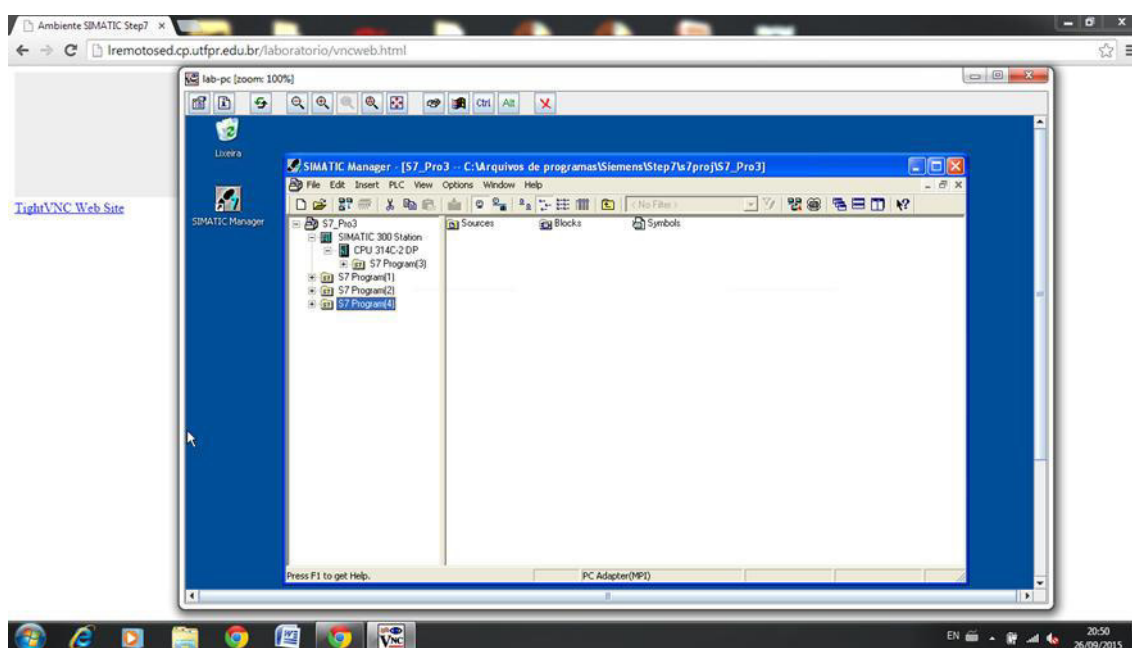 Ambiente SIMATIC Step7
lremotosed.cp.utfpr.edu.br/laboratorio/vncweb.html
lab-pc [zoom: 100%]
Ctrl Alt
Lixeira
SIMATIC Manager - [S7_Pro3 -- C:\Arquivos de programas\Siemens\Step7\s7proj\S7_Pro3]
File Edit Insert PLC View Options Window Help
< No Filter >
TightVNC Web Site
SIMATIC Manager
S7_Pro3
Sources Blocks Symbols
SIMATIC 300 Station
CPU 314C-2 DP
S7 Program(3)
S7 Program(1)
S7 Program(2)
S7 Program(4)
Press F1 to get Help.
PC Adapter(MPI)
VNC
EN
20:50
26/09/2015